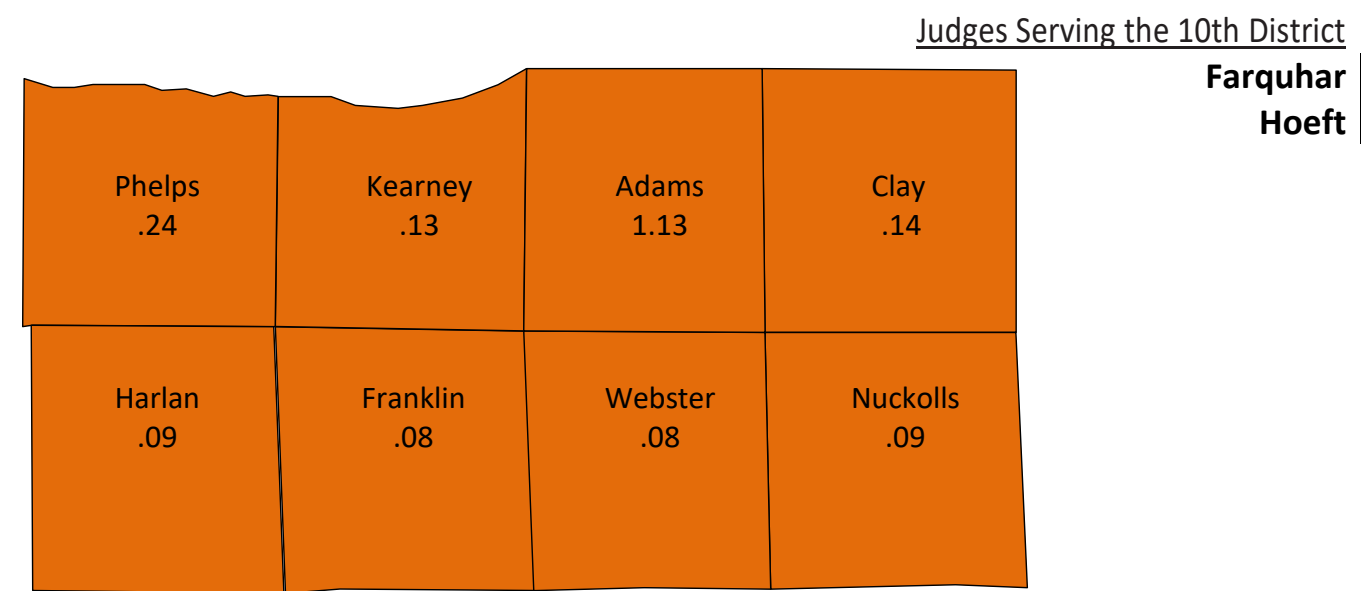 Judges Serving the 10th District
Farquhar
Hoeft
Phelps
.24
Kearney
.13
Adams
1.13
Clay
.14
Harlan
.09
Franklin
.08
Webster
.08
Nuckolls
.09